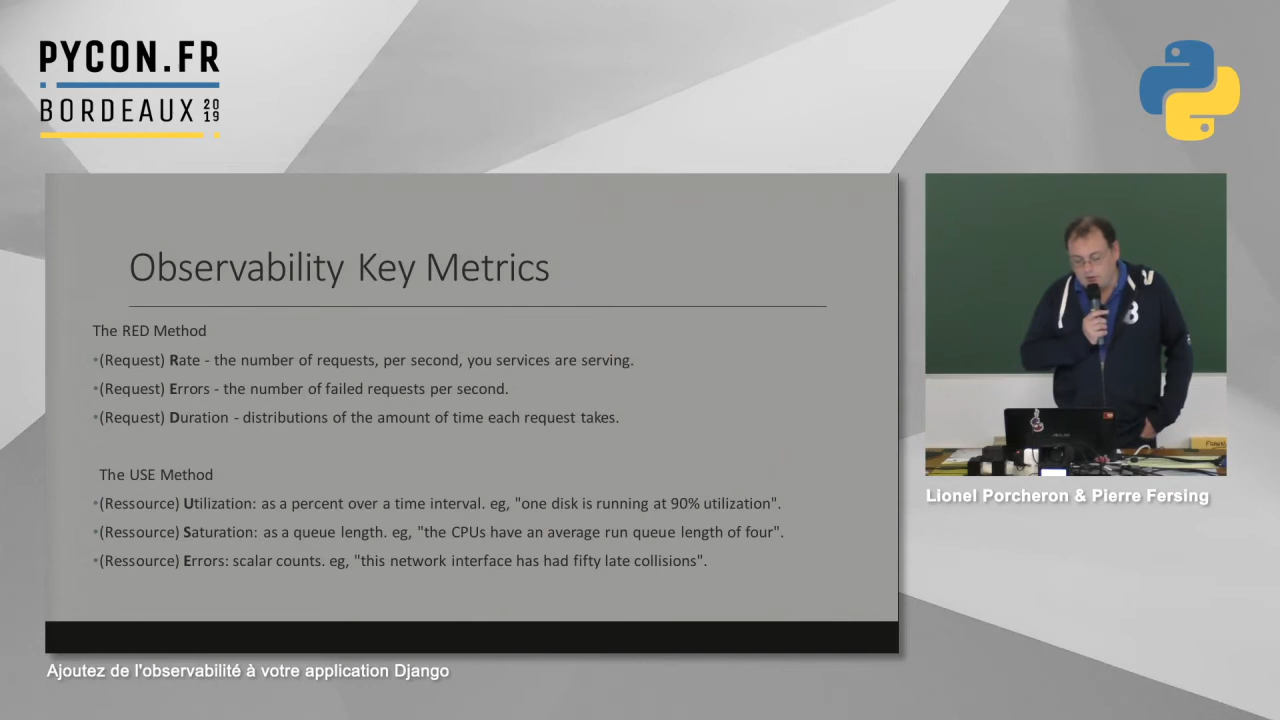 PYCON.FR
BORDEAUX 2019
Observability Key Metrics
The RED Method
•(Request) Rate - the number of requests, per second, you services are serving.
•(Request) Errors - the number of failed requests per second.
•(Request) Duration - distributions of the amount of time each request takes.
The USE Method
•(Ressource) Utilization: as a percent over a time interval. eg, "one disk is running at 90% utilization".
•(Ressource) Saturation: as a queue length. eg, "the CPUs have an average run queue length of four".
•(Ressource) Errors: scalar counts. eg, "this network interface has had fifty late collisions".
Lionel Porcheron & Pierre Fersing
Ajoutez de l'observabilité à votre application Django